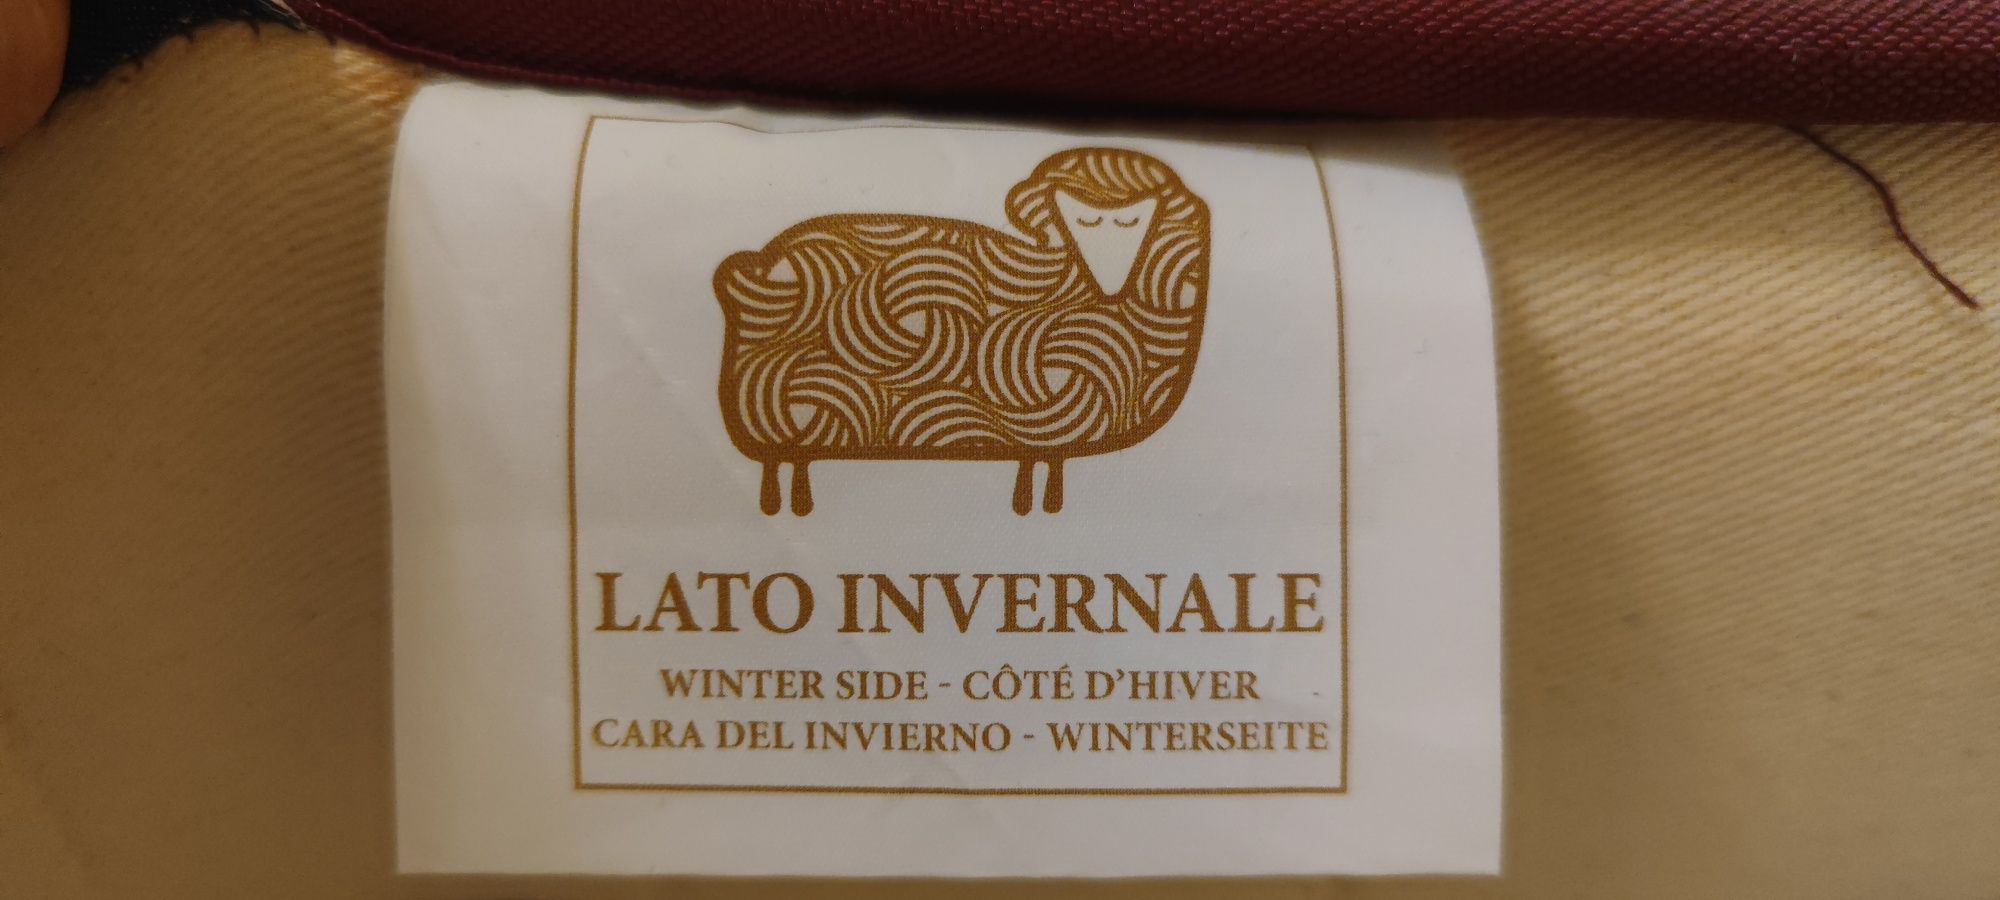 LATO INVERNALE
WINTER SIDE - CÔTÉ D’HIVER
CARA DEL INVIERNO - WINTERSEITE